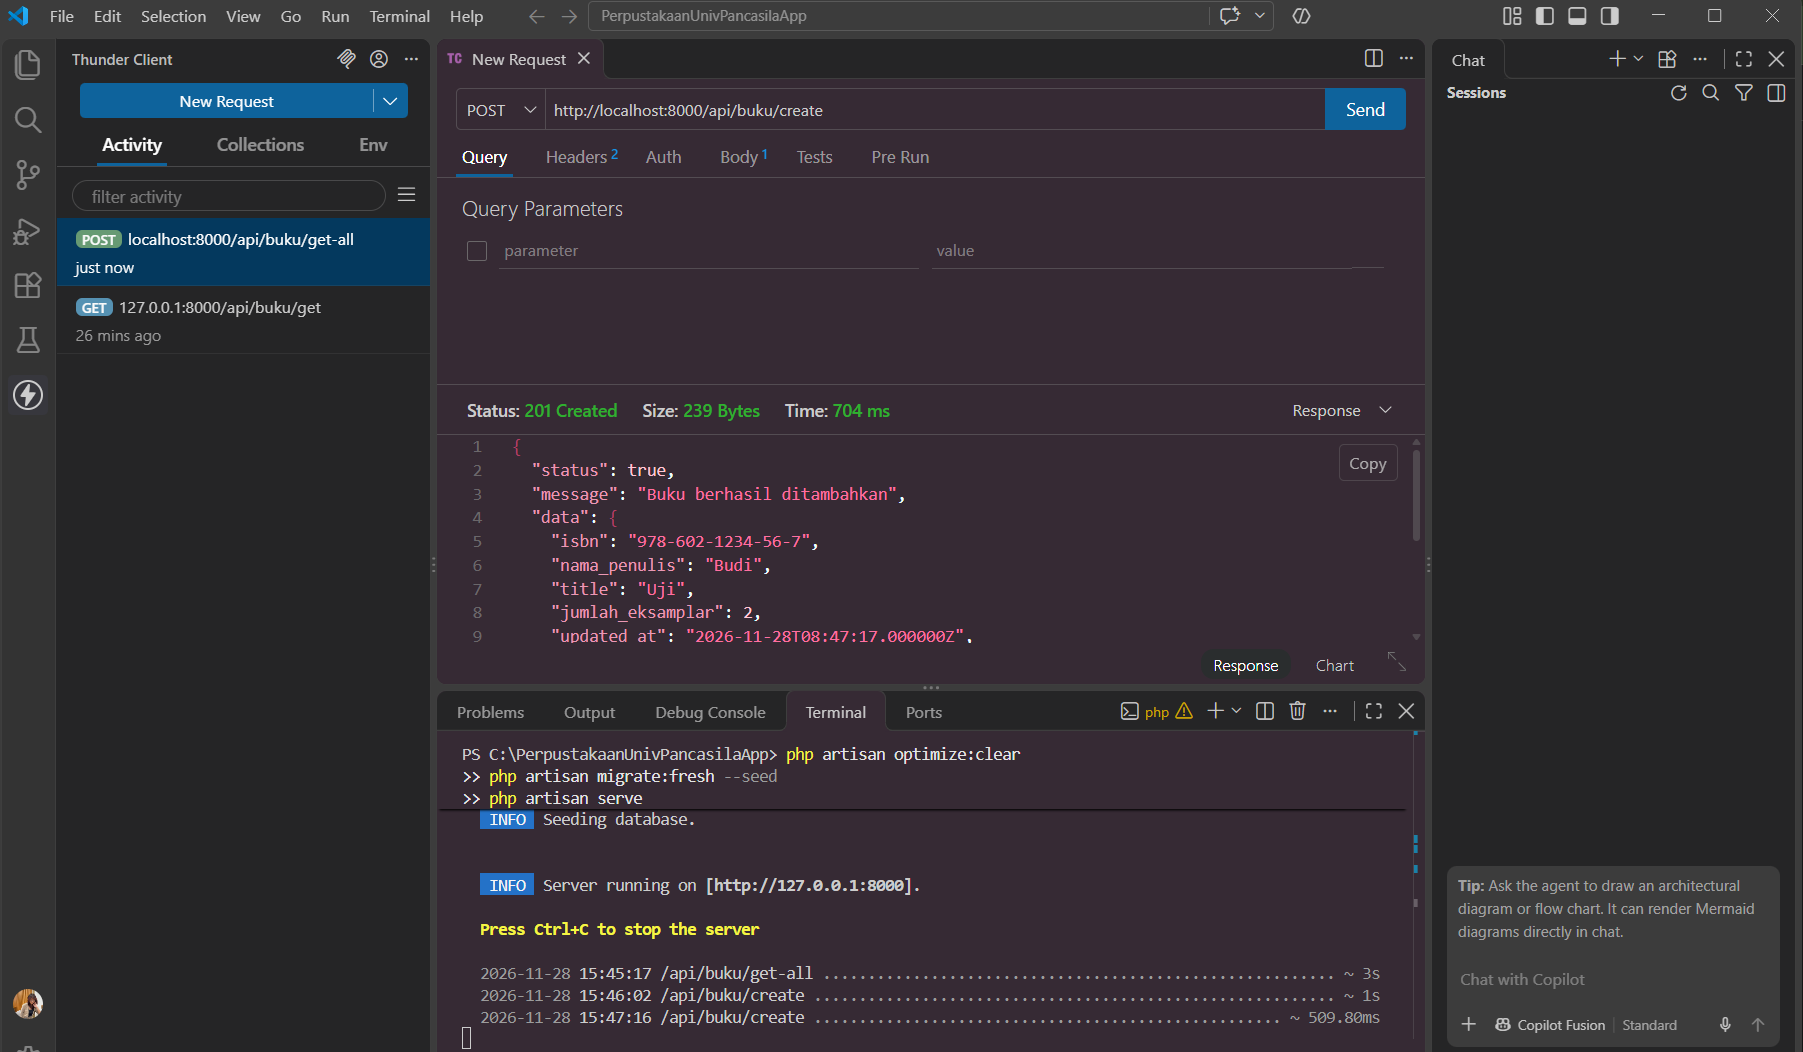 File Edit Selection View Go Run Terminal Help
PerpustakaanUnivPancasilaApp
Thunder Client
New Request
Activity Collections Env
filter activity
POST localhost:8000/api/buku/get-all
just now
GET 127.0.0.1:8000/api/buku/get
26 mins ago
TC New Request
POST http://localhost:8000/api/buku/create Send
Query Headers 2 Auth Body 1 Tests Pre Run
Query Parameters
parameter value
Status: 201 Created Size: 239 Bytes Time: 704 ms Response
Copy
1 {
2 "status": true,
3 "message": "Buku berhasil ditambahkan",
4 "data": {
5 "isbn": "978-602-1234-56-7",
6 "nama_penulis": "Budi",
7 "title": "Uji",
8 "jumlah_eksamplar": 2,
9 "updated_at": "2026-11-28T08:47:17.000000Z",
Response Chart
Problems Output Debug Console Terminal Ports
php
PS C:\PerpustakaanUnivPancasilaApp> php artisan optimize:clear
>> php artisan migrate:fresh --seed
>> php artisan serve
INFO Seeding database.
INFO Server running on [http://127.0.0.1:8000].
Press Ctrl+C to stop the server
2026-11-28 15:45:17 /api/buku/get-all ......................................................... ~ 3s
2026-11-28 15:46:02 /api/buku/create .......................................................... ~ 1s
2026-11-28 15:47:16 /api/buku/create .................................................... ~ 509.80ms
Chat
Sessions
Tip: Ask the agent to draw an architectural
diagram or flow chart. It can render Mermaid
diagrams directly in chat.
Chat with Copilot
Copilot Fusion Standard